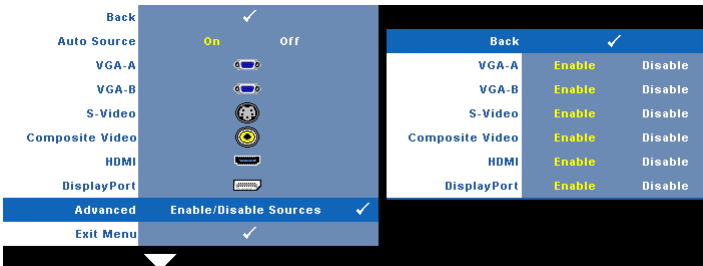 Back
Auto Source On Off
VGA-A
VGA-B
S-Video
Composite Video
HDMI
DisplayPort
Advanced Enable/Disable Sources
Exit Menu
Back
VGA-A Enable Disable
VGA-B Enable Disable
S-Video Enable Disable
Composite Video Enable Disable
HDMI Enable Disable
DisplayPort Enable Disable